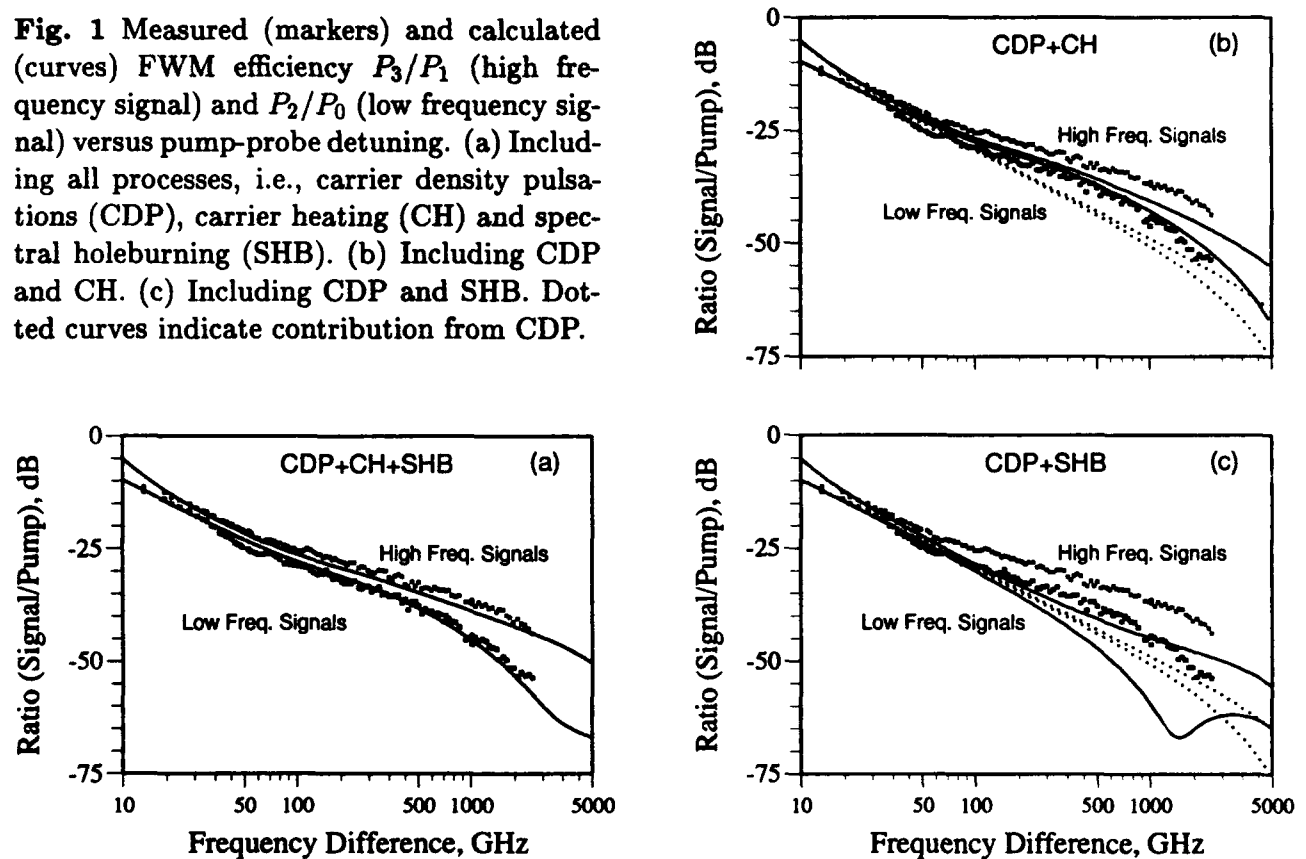 Fig. 1 Measured (markers) and calculated
(curves) FWM efficiency P₃/P₁ (high fre-
quency signal) and P₂/P₀ (low frequency sig-
nal) versus pump-probe detuning. (a) Includ-
ing all processes, i.e., carrier density pulsa-
tions (CDP), carrier heating (CH) and spec-
tral holeburning (SHB). (b) Including CDP
and CH. (c) Including CDP and SHB. Dot-
ted curves indicate contribution from CDP.
CDP+CH
(b)
High Freq. Signals
Low Freq. Signals
Ratio (Signal/Pump), dB
0
-25
-50
-75
CDP+CH+SHB
(a)
High Freq. Signals
Low Freq. Signals
Ratio (Signal/Pump), dB
0
-25
-50
-75
10 50 100 500 1000 5000
Frequency Difference, GHz
CDP+SHB
(c)
High Freq. Signals
Low Freq. Signals
Ratio (Signal/Pump), dB
0
-25
-50
-75
10 50 100 500 1000 5000
Frequency Difference, GHz